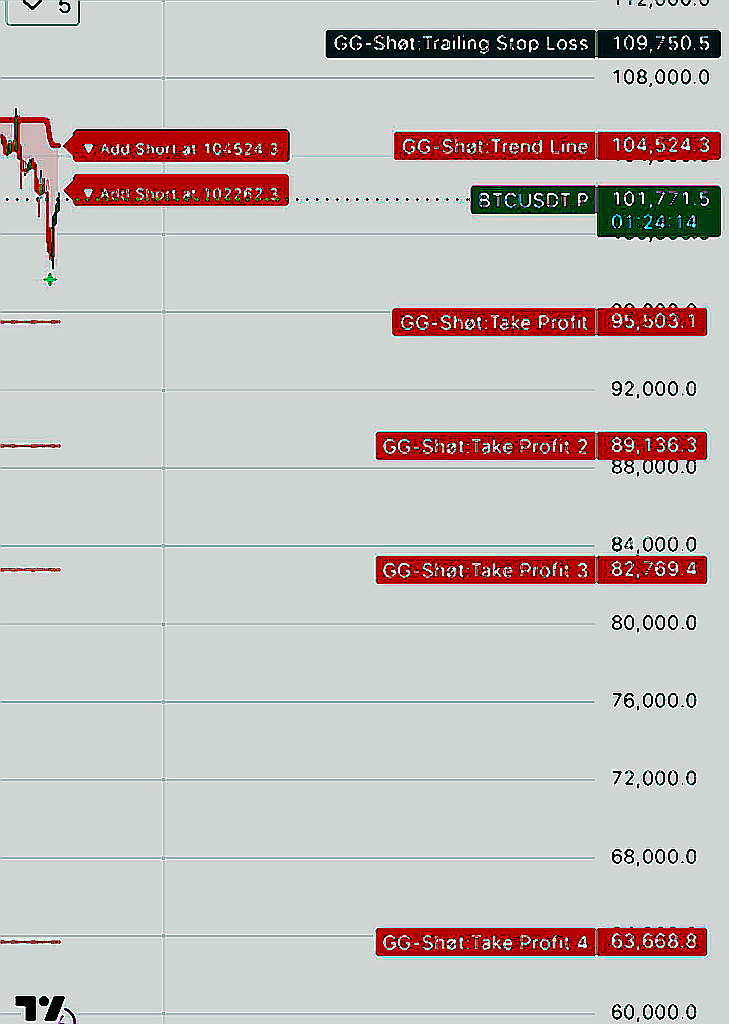 5
112,000.0
GG-Shøt:Trailing Stop Loss 109,750.5
108,000.0
▼ Add Short at 104524.3
GG-Shøt:Trend Line 104,524.3
▼ Add Short at 102262.3
BTCUSDT.P 101,771.5
01:24:14
GG-Shøt:Take Profit 95,503.1
92,000.0
GG-Shøt:Take Profit 2 89,136.3
88,000.0
84,000.0
GG-Shøt:Take Profit 3 82,769.4
80,000.0
76,000.0
72,000.0
68,000.0
GG-Shøt:Take Profit 4 63,668.8
60,000.0